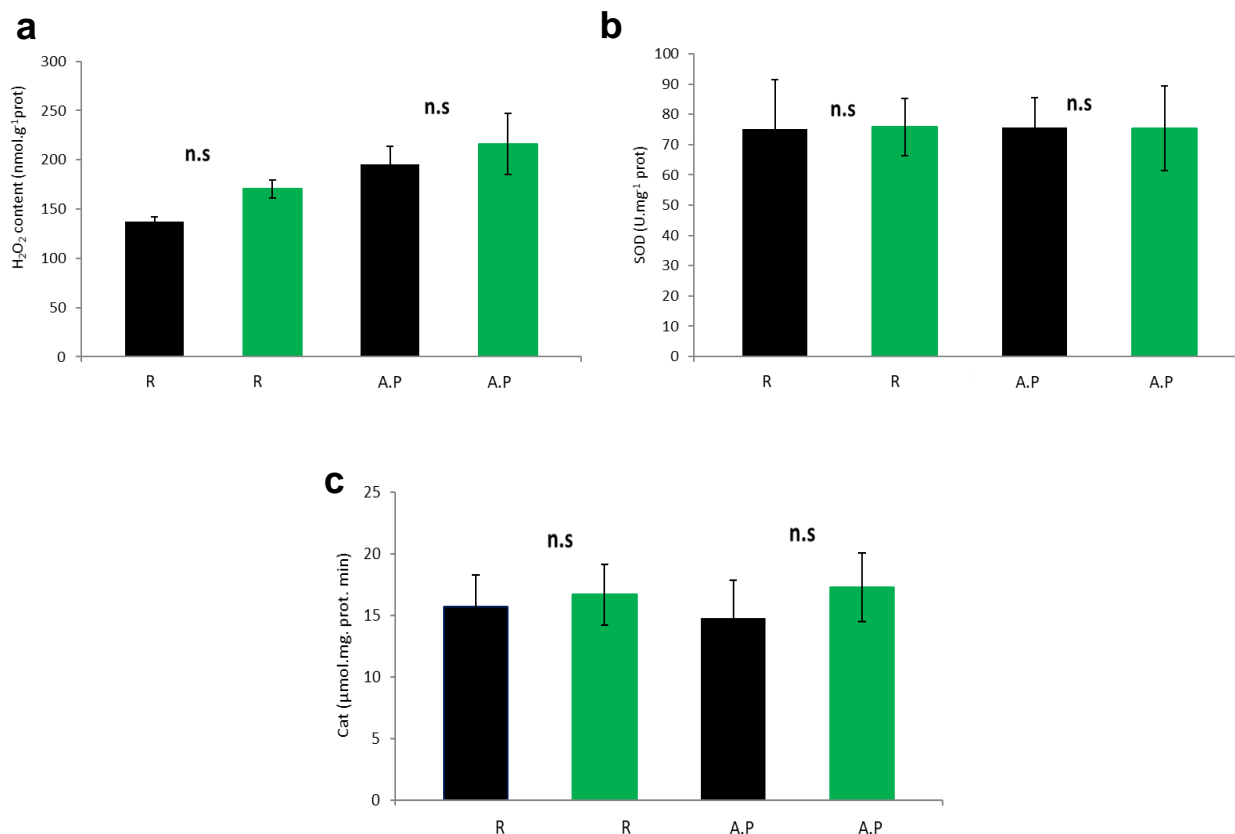 a
300
250
200
150
100
50
0
H₂O₂ content (nmol.g⁻¹prot)
n.s
n.s
R R A.P A.P
b
100
90
80
70
60
50
40
30
20
10
0
SOD (U.mg⁻¹ prot)
n.s
n.s
R R A.P A.P
c
25
20
15
10
5
0
Cat (µmol.mg. prot. min)
n.s
n.s
R R A.P A.P